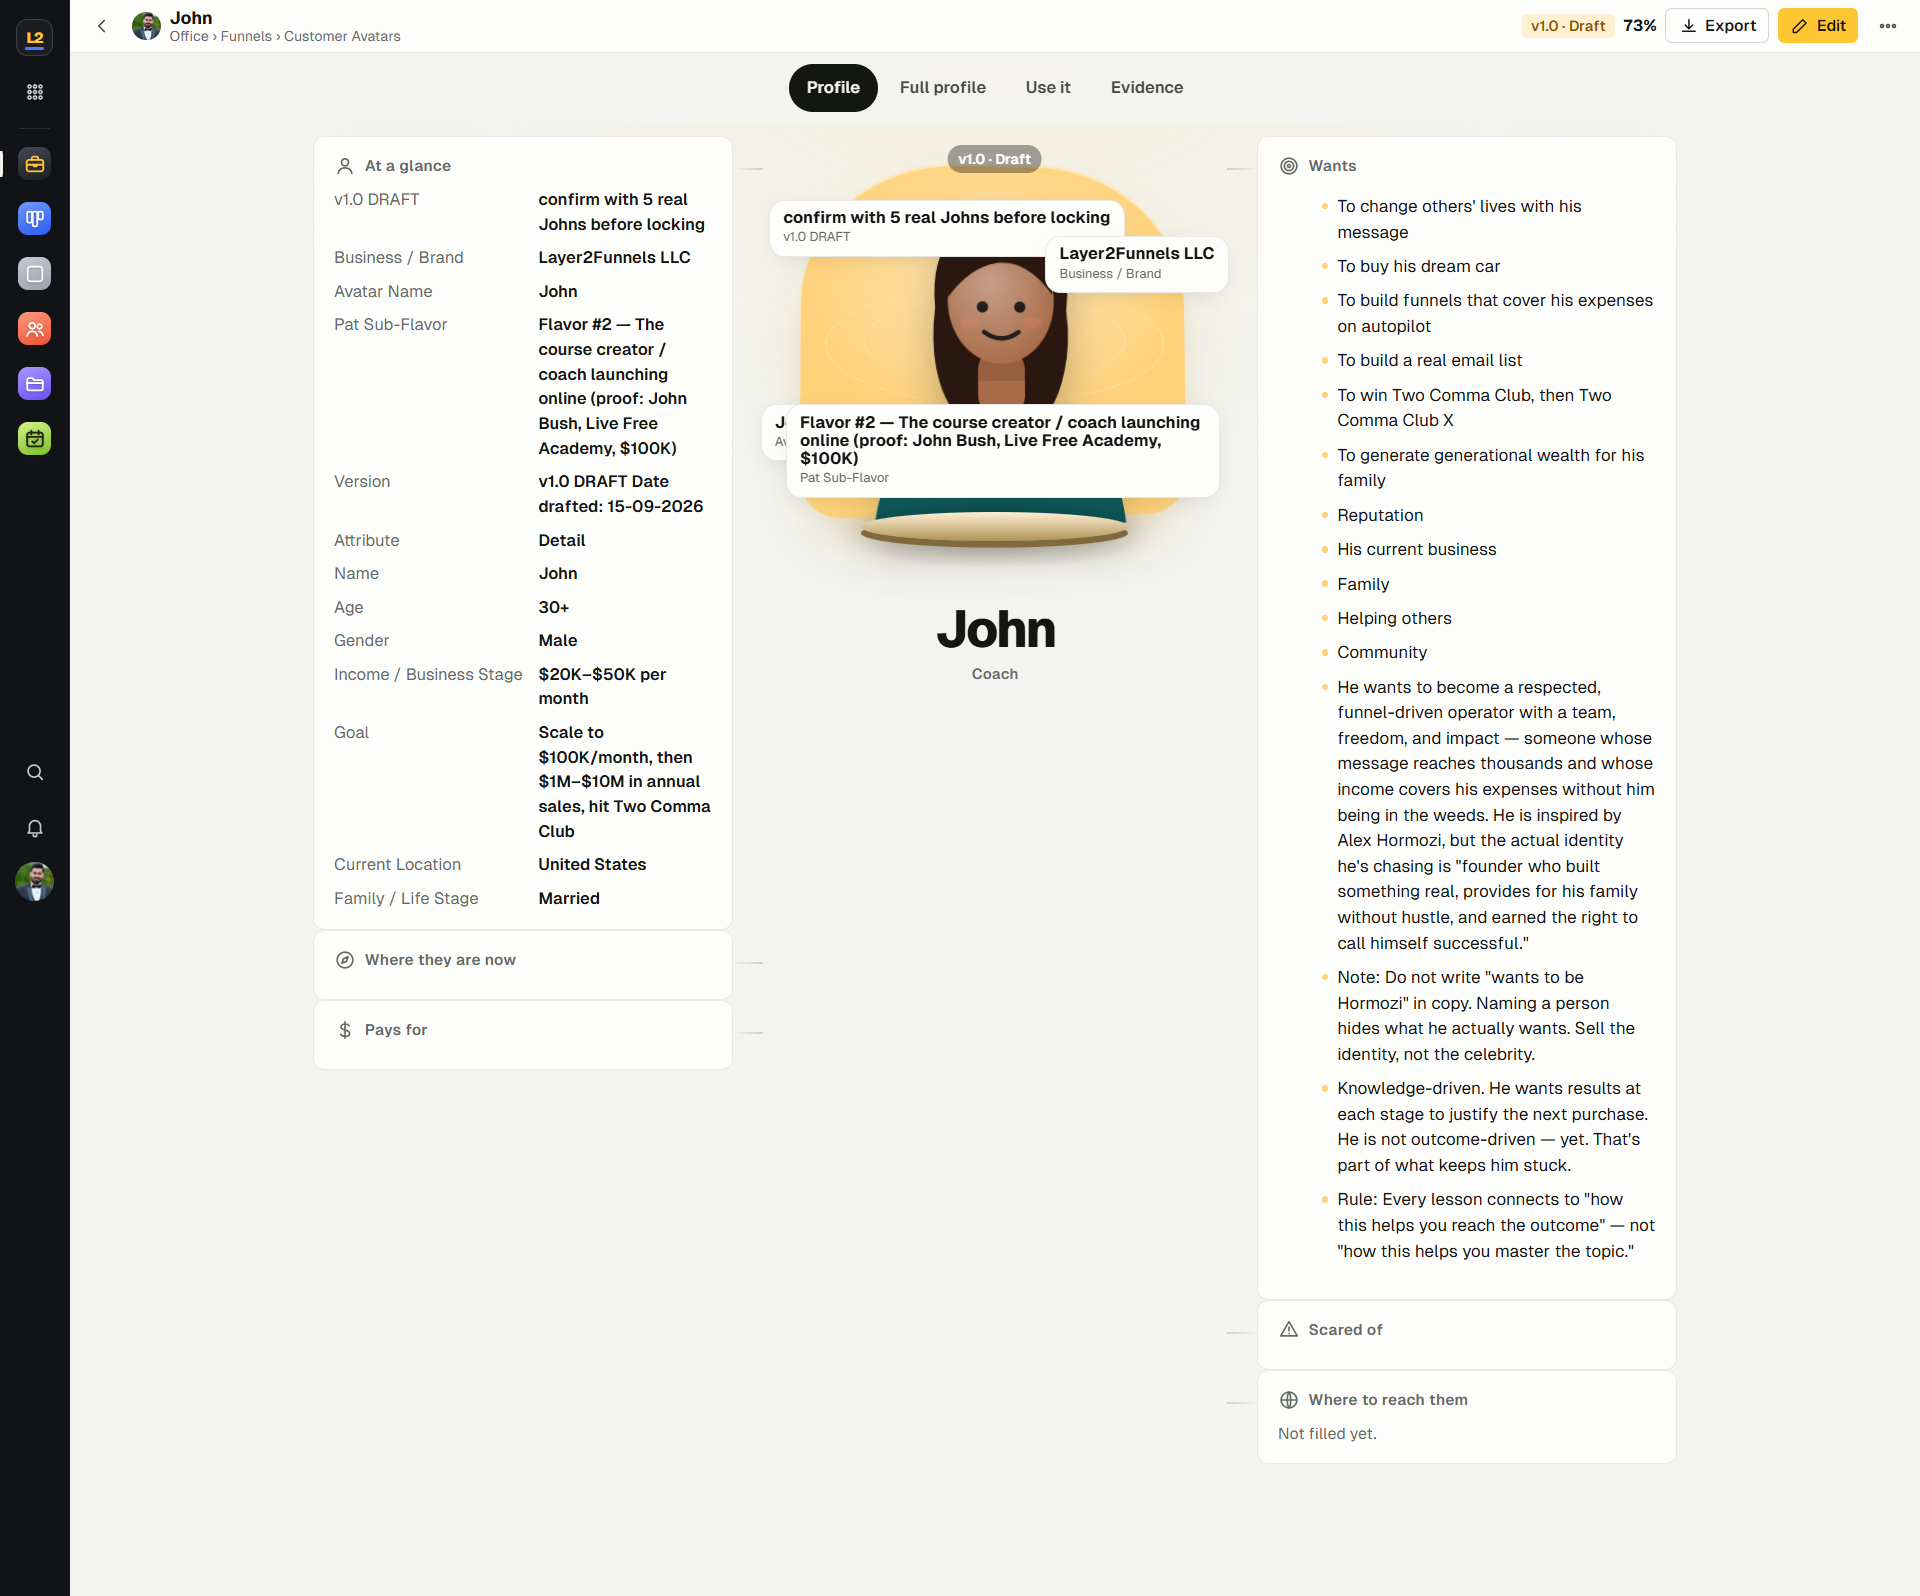 L2
John
Office › Funnels › Customer Avatars
v1.0 · Draft
73%
Export
Edit
Profile
Full profile
Use it
Evidence
At a glance
v1.0 DRAFT
confirm with 5 real
Johns before locking
Business / Brand
Layer2Funnels LLC
Avatar Name
John
Pat Sub-Flavor
Flavor #2 — The
course creator /
coach launching
online (proof: John
Bush, Live Free
Academy, $100K)
Version
v1.0 DRAFT Date
drafted: 15-09-2026
Attribute
Detail
Name
John
Age
30+
Gender
Male
Income / Business Stage
$20K–$50K per
month
Goal
Scale to
$100K/month, then
$1M–$10M in annual
sales, hit Two Comma
Club
Current Location
United States
Family / Life Stage
Married
Where they are now
Pays for
v1.0 · Draft
confirm with 5 real Johns before locking
v1.0 DRAFT
Layer2Funnels LLC
Business / Brand
Flavor #2 — The course creator / coach launching
online (proof: John Bush, Live Free Academy,
$100K)
Pat Sub-Flavor
John
Coach
Wants
To change others' lives with his
message
To buy his dream car
To build funnels that cover his expenses
on autopilot
To build a real email list
To win Two Comma Club, then Two
Comma Club X
To generate generational wealth for his
family
Reputation
His current business
Family
Helping others
Community
He wants to become a respected,
funnel-driven operator with a team,
freedom, and impact — someone whose
message reaches thousands and whose
income covers his expenses without him
being in the weeds. He is inspired by
Alex Hormozi, but the actual identity
he's chasing is "founder who built
something real, provides for his family
without hustle, and earned the right to
call himself successful."
Note: Do not write "wants to be
Hormozi" in copy. Naming a person
hides what he actually wants. Sell the
identity, not the celebrity.
Knowledge-driven. He wants results at
each stage to justify the next purchase.
He is not outcome-driven — yet. That's
part of what keeps him stuck.
Rule: Every lesson connects to "how
this helps you reach the outcome" — not
"how this helps you master the topic."
Scared of
Where to reach them
Not filled yet.